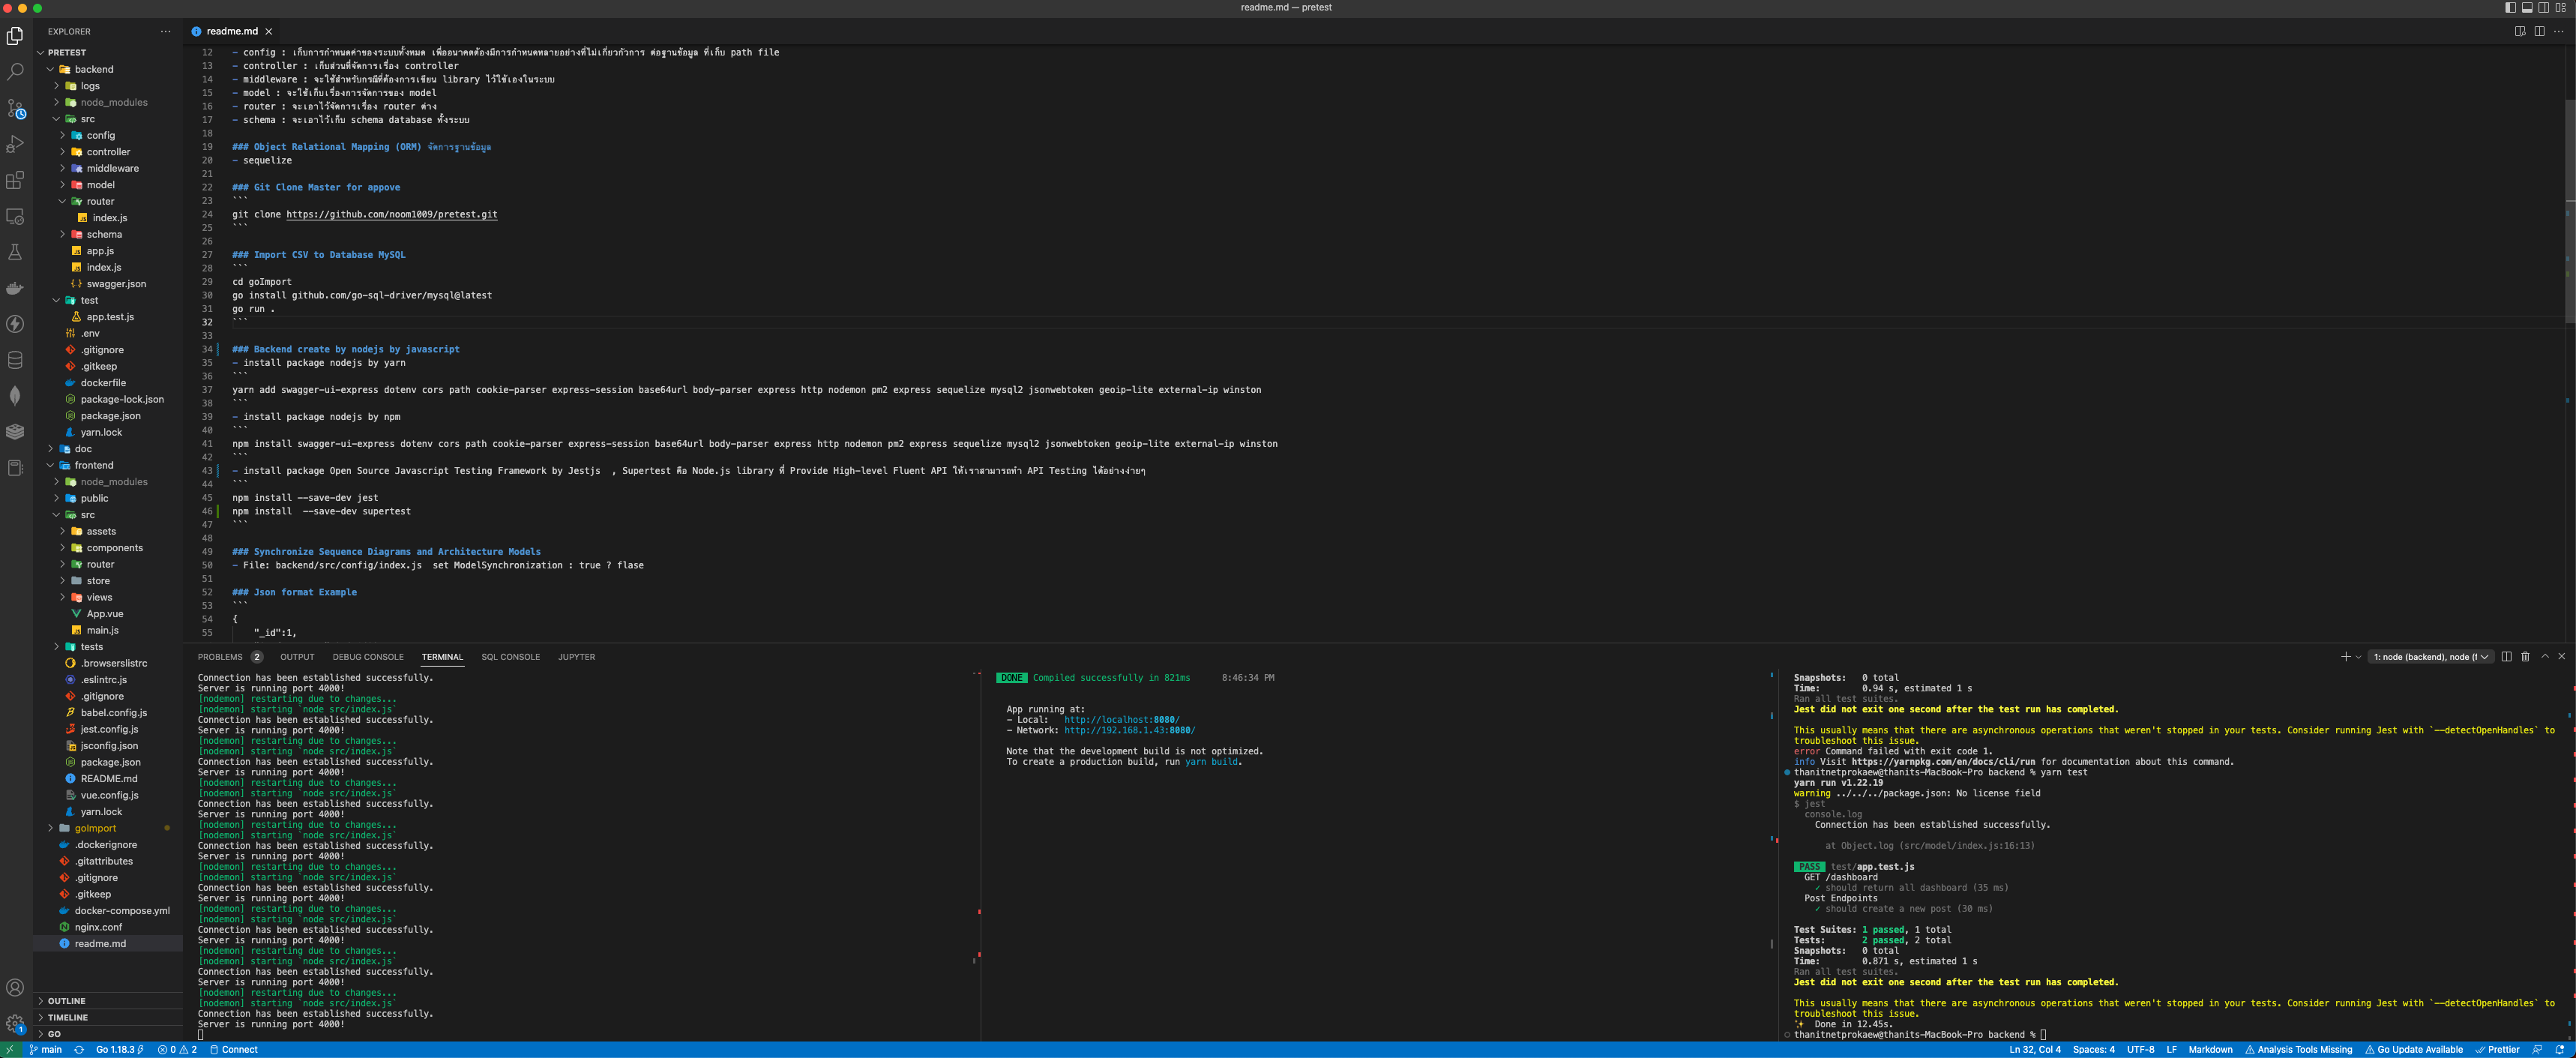 readme.md — pretest
EXPLORER
PRETEST
backend
logs
node_modules
src
config
controller
middleware
model
router
index.js
schema
app.js
index.js
swagger.json
test
app.test.js
.env
.gitignore
.gitkeep
dockerfile
package-lock.json
package.json
yarn.lock
doc
frontend
node_modules
public
src
assets
components
router
store
views
App.vue
main.js
tests
.browserslistrc
.eslintrc.js
.gitignore
babel.config.js
jest.config.js
jsconfig.json
package.json
README.md
vue.config.js
yarn.lock
goImport
.dockerignore
.gitattributes
.gitignore
.gitkeep
docker-compose.yml
nginx.conf
readme.md
OUTLINE
TIMELINE
GO
readme.md
12 - config : เก็บการกำหนดค่าของระบบทั้งหมด เพื่ออนาคตต้องมีการกำหนดหลายอย่างที่ไม่เกี่ยวกัวการ ต่อฐานข้อมูล ที่เก็บ path file
13 - controller : เก็บส่วนที่จัดการเรื่อง controller
14 - middleware : จะใช้สำหรับกรณีที่ต้องการเขียน library ไว้ใช้เองในระบบ
15 - model : จะใช้เก็บเรื่องการจัดการของ model
16 - router : จะเอาไว้จัดการเรื่อง router ต่าง
17 - schema : จะเอาไว้เก็บ schema database ทั้งระบบ
18
19 ### Object Relational Mapping (ORM) จัดการฐานข้อมูล
20 - sequelize
21
22 ### Git Clone Master for appove
23 ```
24 git clone https://github.com/noom1009/pretest.git
25 ```
26
27 ### Import CSV to Database MySQL
28 ```
29 cd goImport
30 go install github.com/go-sql-driver/mysql@latest
31 go run .
32 ```
33
34 ### Backend create by nodejs by javascript
35 - install package nodejs by yarn
36 ```
37 yarn add swagger-ui-express dotenv cors path cookie-parser express-session base64url body-parser express http nodemon pm2 express sequelize mysql2 jsonwebtoken geoip-lite external-ip winston
38 ```
39 - install package nodejs by npm
40 ```
41 npm install swagger-ui-express dotenv cors path cookie-parser express-session base64url body-parser express http nodemon pm2 express sequelize mysql2 jsonwebtoken geoip-lite external-ip winston
42 ```
43 - install package Open Source Javascript Testing Framework by Jestjs  , Supertest คือ Node.js library ที่ Provide High-level Fluent API ให้เราสามารถทำ API Testing ได้อย่างง่ายๆ
44 ```
45 npm install --save-dev jest
46 npm install  --save-dev supertest
47 ```
48
49 ### Synchronize Sequence Diagrams and Architecture Models
50 - File: backend/src/config/index.js  set ModelSynchronization : true ? flase
51
52 ### Json format Example
53 ```
54 {
55     "_id":1,
PROBLEMS 2 OUTPUT DEBUG CONSOLE TERMINAL SQL CONSOLE JUPYTER
1: node (backend), node (f
Connection has been established successfully.
Server is running port 4000!
[nodemon] restarting due to changes...
[nodemon] starting `node src/index.js`
Connection has been established successfully.
Server is running port 4000!
[nodemon] restarting due to changes...
[nodemon] starting `node src/index.js`
Connection has been established successfully.
Server is running port 4000!
[nodemon] restarting due to changes...
[nodemon] starting `node src/index.js`
Connection has been established successfully.
Server is running port 4000!
[nodemon] restarting due to changes...
[nodemon] starting `node src/index.js`
Connection has been established successfully.
Server is running port 4000!
[nodemon] restarting due to changes...
[nodemon] starting `node src/index.js`
Connection has been established successfully.
Server is running port 4000!
[nodemon] restarting due to changes...
[nodemon] starting `node src/index.js`
Connection has been established successfully.
Server is running port 4000!
[nodemon] restarting due to changes...
[nodemon] starting `node src/index.js`
Connection has been established successfully.
Server is running port 4000!
[nodemon] restarting due to changes...
[nodemon] starting `node src/index.js`
Connection has been established successfully.
Server is running port 4000!
DONE Compiled successfully in 821ms 8:46:34 PM
App running at:
- Local:   http://localhost:8080/
- Network: http://192.168.1.43:8080/
Note that the development build is not optimized.
To create a production build, run yarn build.
Snapshots:   0 total
Time:        0.94 s, estimated 1 s
Ran all test suites.
Jest did not exit one second after the test run has completed.
This usually means that there are asynchronous operations that weren't stopped in your tests. Consider running Jest with `--detectOpenHandles` to
troubleshoot this issue.
error Command failed with exit code 1.
info Visit https://yarnpkg.com/en/docs/cli/run for documentation about this command.
thanitnetprokaew@thanits-MacBook-Pro backend % yarn test
yarn run v1.22.19
warning ../../../package.json: No license field
$ jest
console.log
Connection has been established successfully.
at Object.log (src/model/index.js:16:13)
PASS test/app.test.js
GET /dashboard
✓ should return all dashboard (35 ms)
Post Endpoints
✓ should create a new post (30 ms)
Test Suites: 1 passed, 1 total
Tests:       2 passed, 2 total
Snapshots:   0 total
Time:        0.871 s, estimated 1 s
Ran all test suites.
Jest did not exit one second after the test run has completed.
This usually means that there are asynchronous operations that weren't stopped in your tests. Consider running Jest with `--detectOpenHandles` to
troubleshoot this issue.
✨  Done in 12.45s.
thanitnetprokaew@thanits-MacBook-Pro backend %
1
main Go 1.18.3 0 2 Connect
Ln 32, Col 4 Spaces: 4 UTF-8 LF Markdown Analysis Tools Missing Go Update Available Prettier